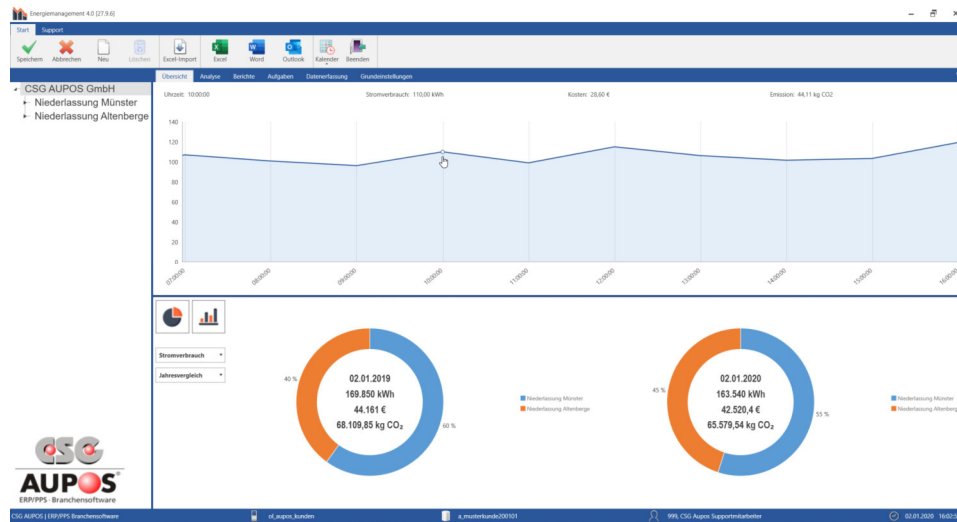 Energiemanagement 4.0 [27.9.6]
Start Support
Speichern Abbrechen Neu Löschen Excel-Import Excel Word Outlook Kalender Beenden
Übersicht Analyse Berichte Aufgaben Datenerfassung Grundeinstellungen
CSG AUPOS GmbH
Niederlassung Münster
Niederlassung Altenberge
Uhrzeit: 10:00:00 Stromverbrauch: 110,00 kWh Kosten: 28,60 € Emission: 44,11 kg CO2
140
120
100
80
60
40
20
0
07:00:00 08:00:00 09:00:00 10:00:00 11:00:00 12:00:00 13:00:00 14:00:00 15:00:00 16:00:00
Stromverbrauch
Jahresvergleich
40 %
02.01.2019
169.850 kWh
44.161 €
68.109,85 kg CO₂
60 %
Niederlassung Münster
Niederlassung Altenberge
45 %
02.01.2020
163.540 kWh
42.520,4 €
65.579,54 kg CO₂
55 %
Niederlassung Münster
Niederlassung Altenberge
CSG
AUPOS®
ERP/PPS - Branchensoftware
CSG AUPOS | ERP/PPS Branchensoftware ol_aupos_kunden a_musterkunde200101 999, CSG Aupos Supportmitarbeiter 02.01.2020